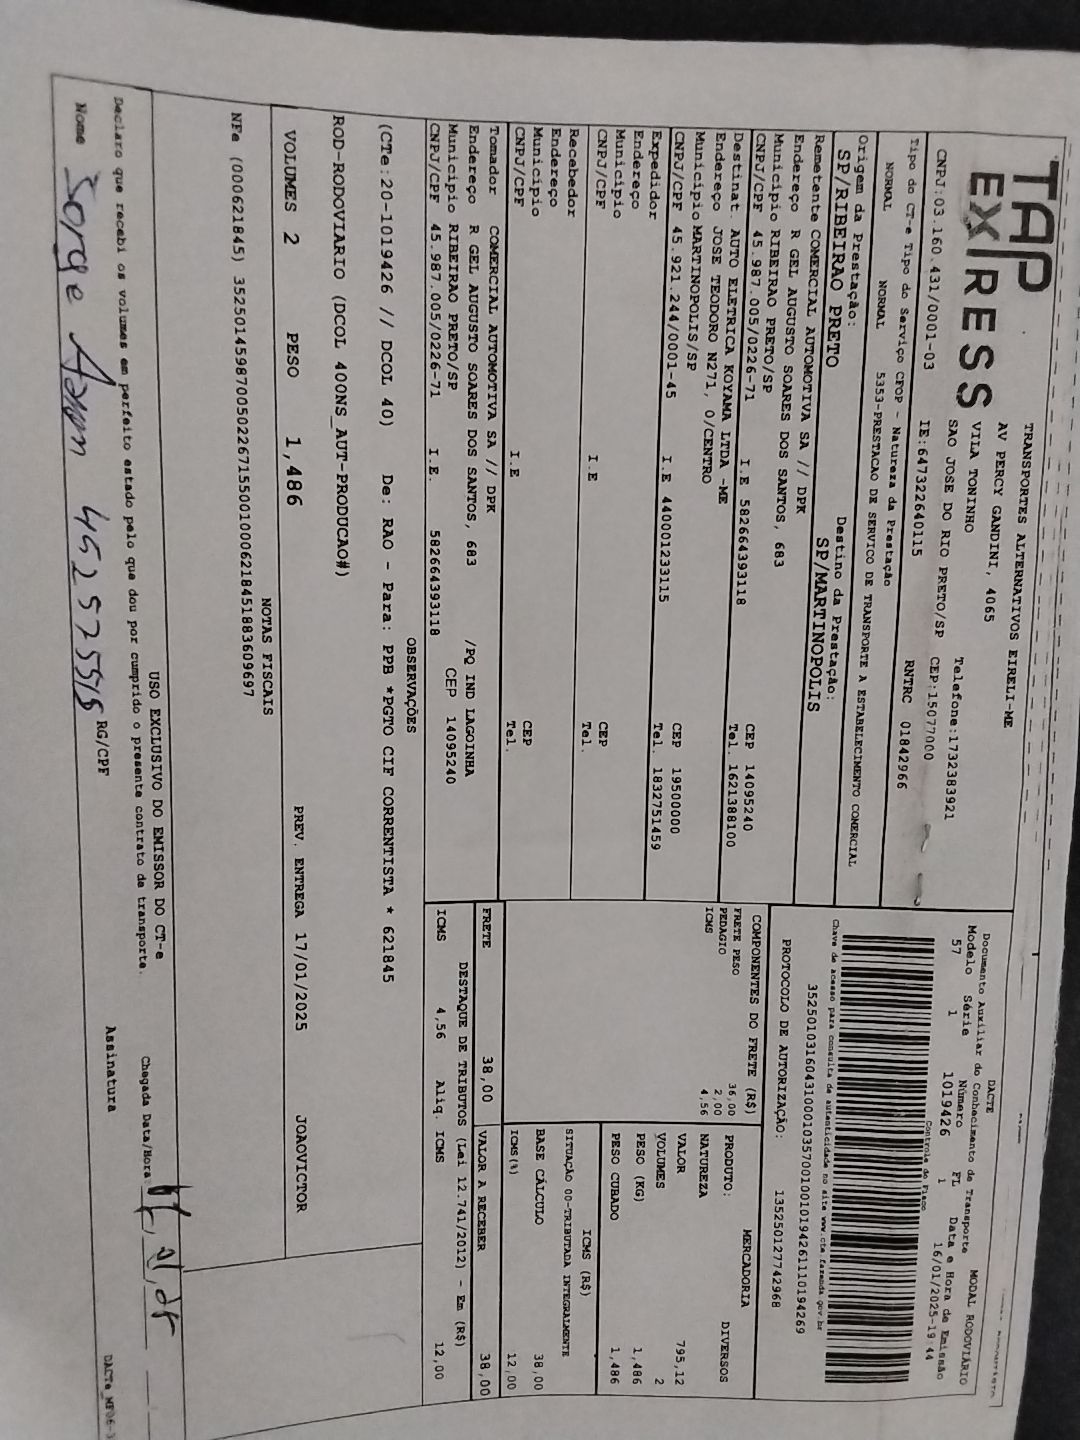 TAP
EXPRESS
TRANSPORTES ALTERNATIVOS EIRELI-ME
AV PERCY GANDINI, 4065
VILA TONINHO
SAO JOSE DO RIO PRETO/SP
Telefone:1732383921
CEP:15077000
CNPJ:03.160.431/0001-03 IE:647322640115 RNTRC 01842966
Tipo do CT-e Tipo do Serviço CFOP - Natureza da Prestação
NORMAL NORMAL 5353-PRESTACAO DE SERVICO DE TRANSPORTE A ESTABELECIMENTO COMERCIAL
Origem da Prestação: Destino da Prestação:
SP/RIBEIRAO PRETO SP/MARTINOPOLIS
DACTE
Documento Auxiliar do Conhecimento de Transporte MODAL RODOVIÁRIO
Modelo Série Número FL Data e Hora de Emissão
57 1 1019426 1 16/01/2025-19:44
Controle do Fisco
Chave de acesso para consulta de autenticidade no site www.cte.fazenda.gov.br
35250103160431000103570010010194261110194269
PROTOCOLO DE AUTORIZAÇÃO: 135250127742968
Remetente COMERCIAL AUTOMOTIVA SA // DPK
Endereço R GEL AUGUSTO SOARES DOS SANTOS, 683
Município RIBEIRAO PRETO/SP CEP 14095240
CNPJ/CPF 45.987.005/0226-71 I.E 582664393118 Tel. 1621388100
Destinat. AUTO ELETRICA KOYAMA LTDA -ME
Endereço JOSE TEODORO N271, 0/CENTRO
Município MARTINOPOLIS/SP CEP 19500000
CNPJ/CPF 45.921.244/0001-45 I.E 440001233115 Tel. 1832751459
Expedidor
Endereço
Município CEP
CNPJ/CPF I.E Tel.
Recebedor
Endereço
Município CEP
CNPJ/CPF I.E Tel.
Tomador COMERCIAL AUTOMOTIVA SA // DPK
Endereço R GEL AUGUSTO SOARES DOS SANTOS, 683 /PQ IND LAGOINHA
Município RIBEIRAO PRETO/SP CEP 14095240
CNPJ/CPF 45.987.005/0226-71 I.E. 582664393118
COMPONENTES DO FRETE (R$)
FRETE PESO 36,00
PEDAGIO 2,00
ICMS 4,56
PRODUTO: MERCADORIA
NATUREZA DIVERSOS
VALOR 795,12
VOLUMES 2
PESO (KG) 1,486
PESO CUBADO 1,486
ICMS (R$)
SITUAÇÃO 00-TRIBUTADA INTEGRALMENTE
BASE CÁLCULO 38,00
ICMS(%) 12,00
FRETE 38,00 VALOR A RECEBER 38,00
DESTAQUE DE TRIBUTOS (Lei 12.741/2012) - Em (R$)
ICMS 4,56 Aliq. ICMS 12,00
OBSERVAÇÕES
(CTe:20-1019426 // DCOL 40) De: RAO - Para: PPB *PGTO CIF CORRENTISTA * 621845
ROD-RODOVIARIO (DCOL 400NS_AUT-PRODUCAO#)
VOLUMES 2 PESO 1,486 PREV. ENTREGA 17/01/2025 JOAOVICTOR
NOTAS FISCAIS
NFe (000621845) 35250145987005022671550010006218451883609697
USO EXCLUSIVO DO EMISSOR DO CT-e
Declaro que recebi os volumes em perfeito estado pelo que dou por cumprido o presente contrato de transporte. Chegada Data/Hora
Nome Jorge RG/CPF Assinatura